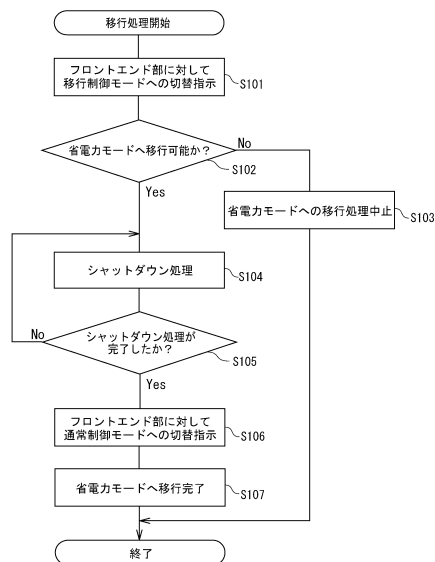 移行処理開始
フロントエンド部に対して
移行制御モードへの切替指示
S101
省電力モードへ移行可能か？
No
S102
Yes
省電力モードへの移行処理中止
S103
シャットダウン処理
S104
シャットダウン処理が
完了したか？
No
S105
Yes
フロントエンド部に対して
通常制御モードへの切替指示
S106
省電力モードへ移行完了
S107
終了